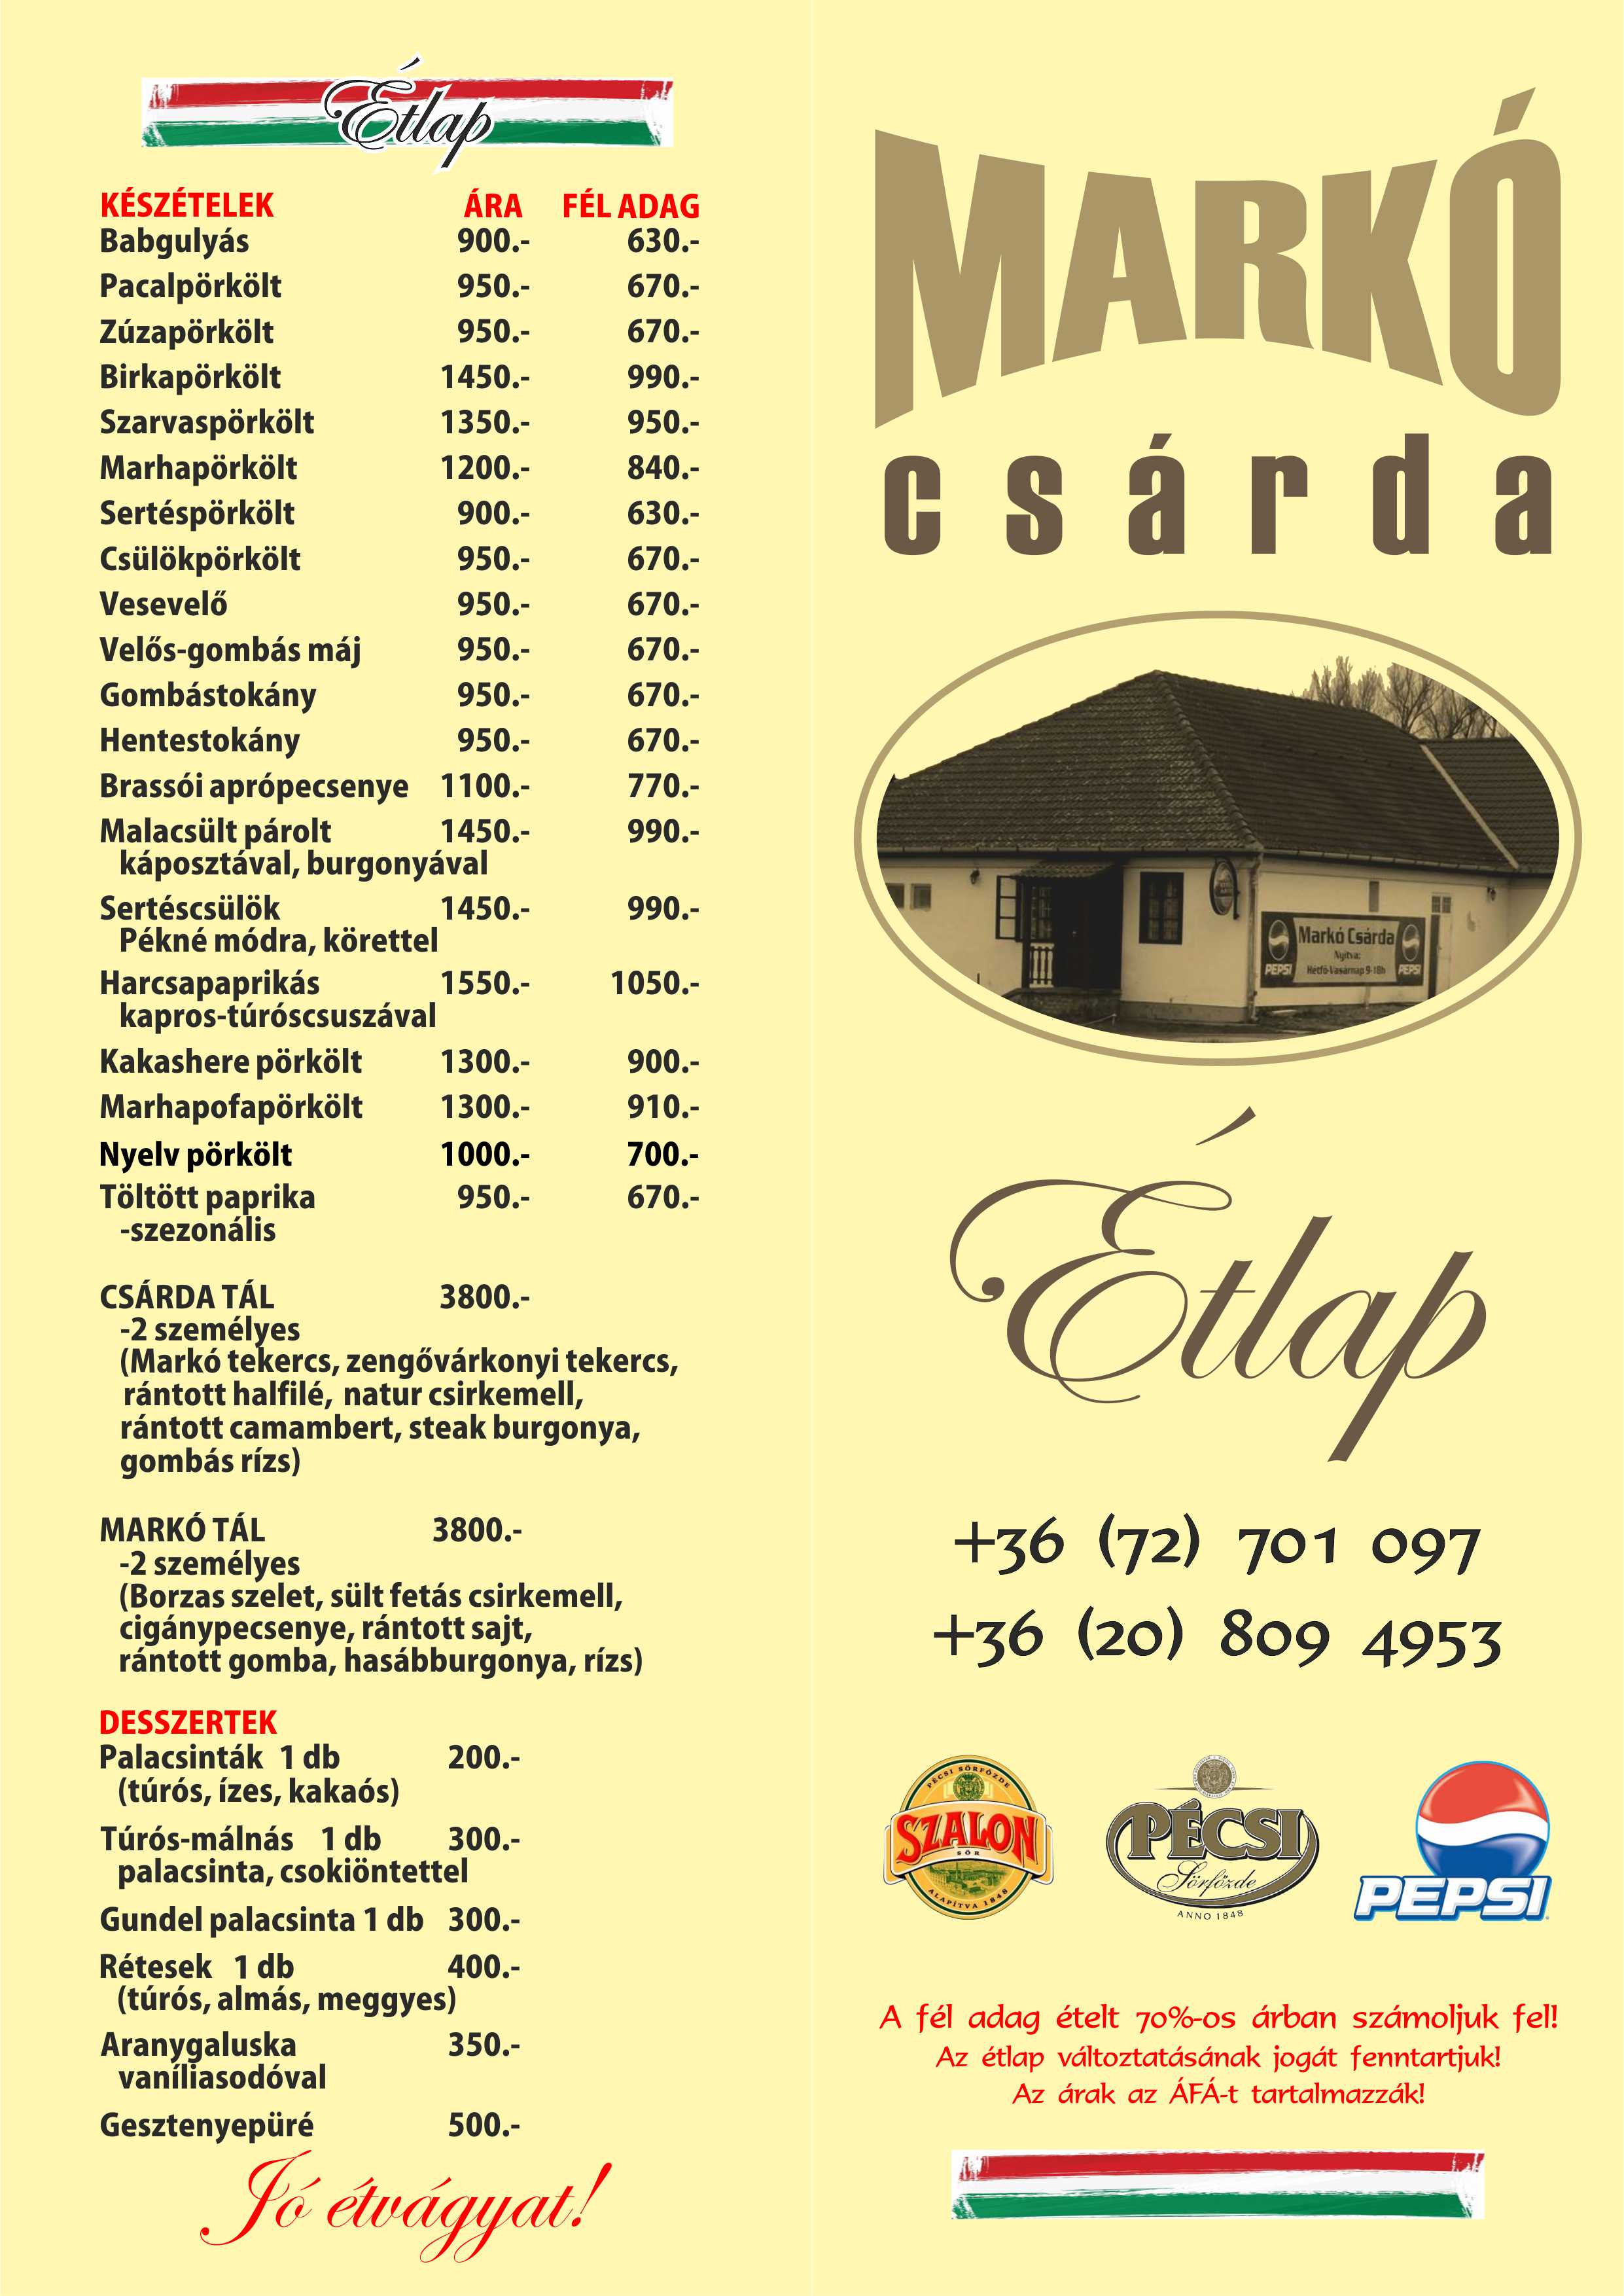 Étlap
KÉSZÉTELEK ÁRA FÉL ADAG
Babgulyás 900.- 630.-
Pacalpörkölt 950.- 670.-
Zúzapörkölt 950.- 670.-
Birkapörkölt 1450.- 990.-
Szarvaspörkölt 1350.- 950.-
Marhapörkölt 1200.- 840.-
Sertéspörkölt 900.- 630.-
Csülökpörkölt 950.- 670.-
Vesevelő 950.- 670.-
Velős-gombás máj 950.- 670.-
Gombástokány 950.- 670.-
Hentestokány 950.- 670.-
Brassói aprópecsenye 1100.- 770.-
Malacsült párolt 1450.- 990.-
káposztával, burgonyával
Sertéscsülök 1450.- 990.-
Pékné módra, körettel
Harcsapaprikás 1550.- 1050.-
kapros-túróscsuszával
Kakashere pörkölt 1300.- 900.-
Marhapofapörkölt 1300.- 910.-
Nyelv pörkölt 1000.- 700.-
Töltött paprika 950.- 670.-
-szezonális
CSÁRDA TÁL 3800.-
-2 személyes
(Markó tekercs, zengővárkonyi tekercs,
rántott halfilé, natur csirkemell,
rántott camambert, steak burgonya,
gombás rízs)
MARKÓ TÁL 3800.-
-2 személyes
(Borzas szelet, sült fetás csirkemell,
cigánypecsenye, rántott sajt,
rántott gomba, hasábburgonya, rízs)
DESSZERTEK
Palacsinták 1 db 200.-
(túrós, ízes, kakaós)
Túrós-málnás 1 db 300.-
palacsinta, csokiöntettel
Gundel palacsinta 1 db 300.-
Rétesek 1 db 400.-
(túrós, almás, meggyes)
Aranygaluska 350.-
vaníliasodóval
Gesztenyepüré 500.-
Jó étvágyat!
MARKÓ
csárda
Markó Csárda
Nyitva:
Hétfő-Vasárnap 9-18h
PEPSI
PEPSI
Étlap
+36 (72) 701 097
+36 (20) 809 4953
PÉCSI SÖRFŐZDE
SZALON
SÖR
ALAPÍTVA 1848
PÉCSI
Sörfőzde
ANNO 1848
PEPSI
A fél adag ételt 70%-os árban számoljuk fel!
Az étlap változtatásának jogát fenntartjuk!
Az árak az ÁFÁ-t tartalmazzák!